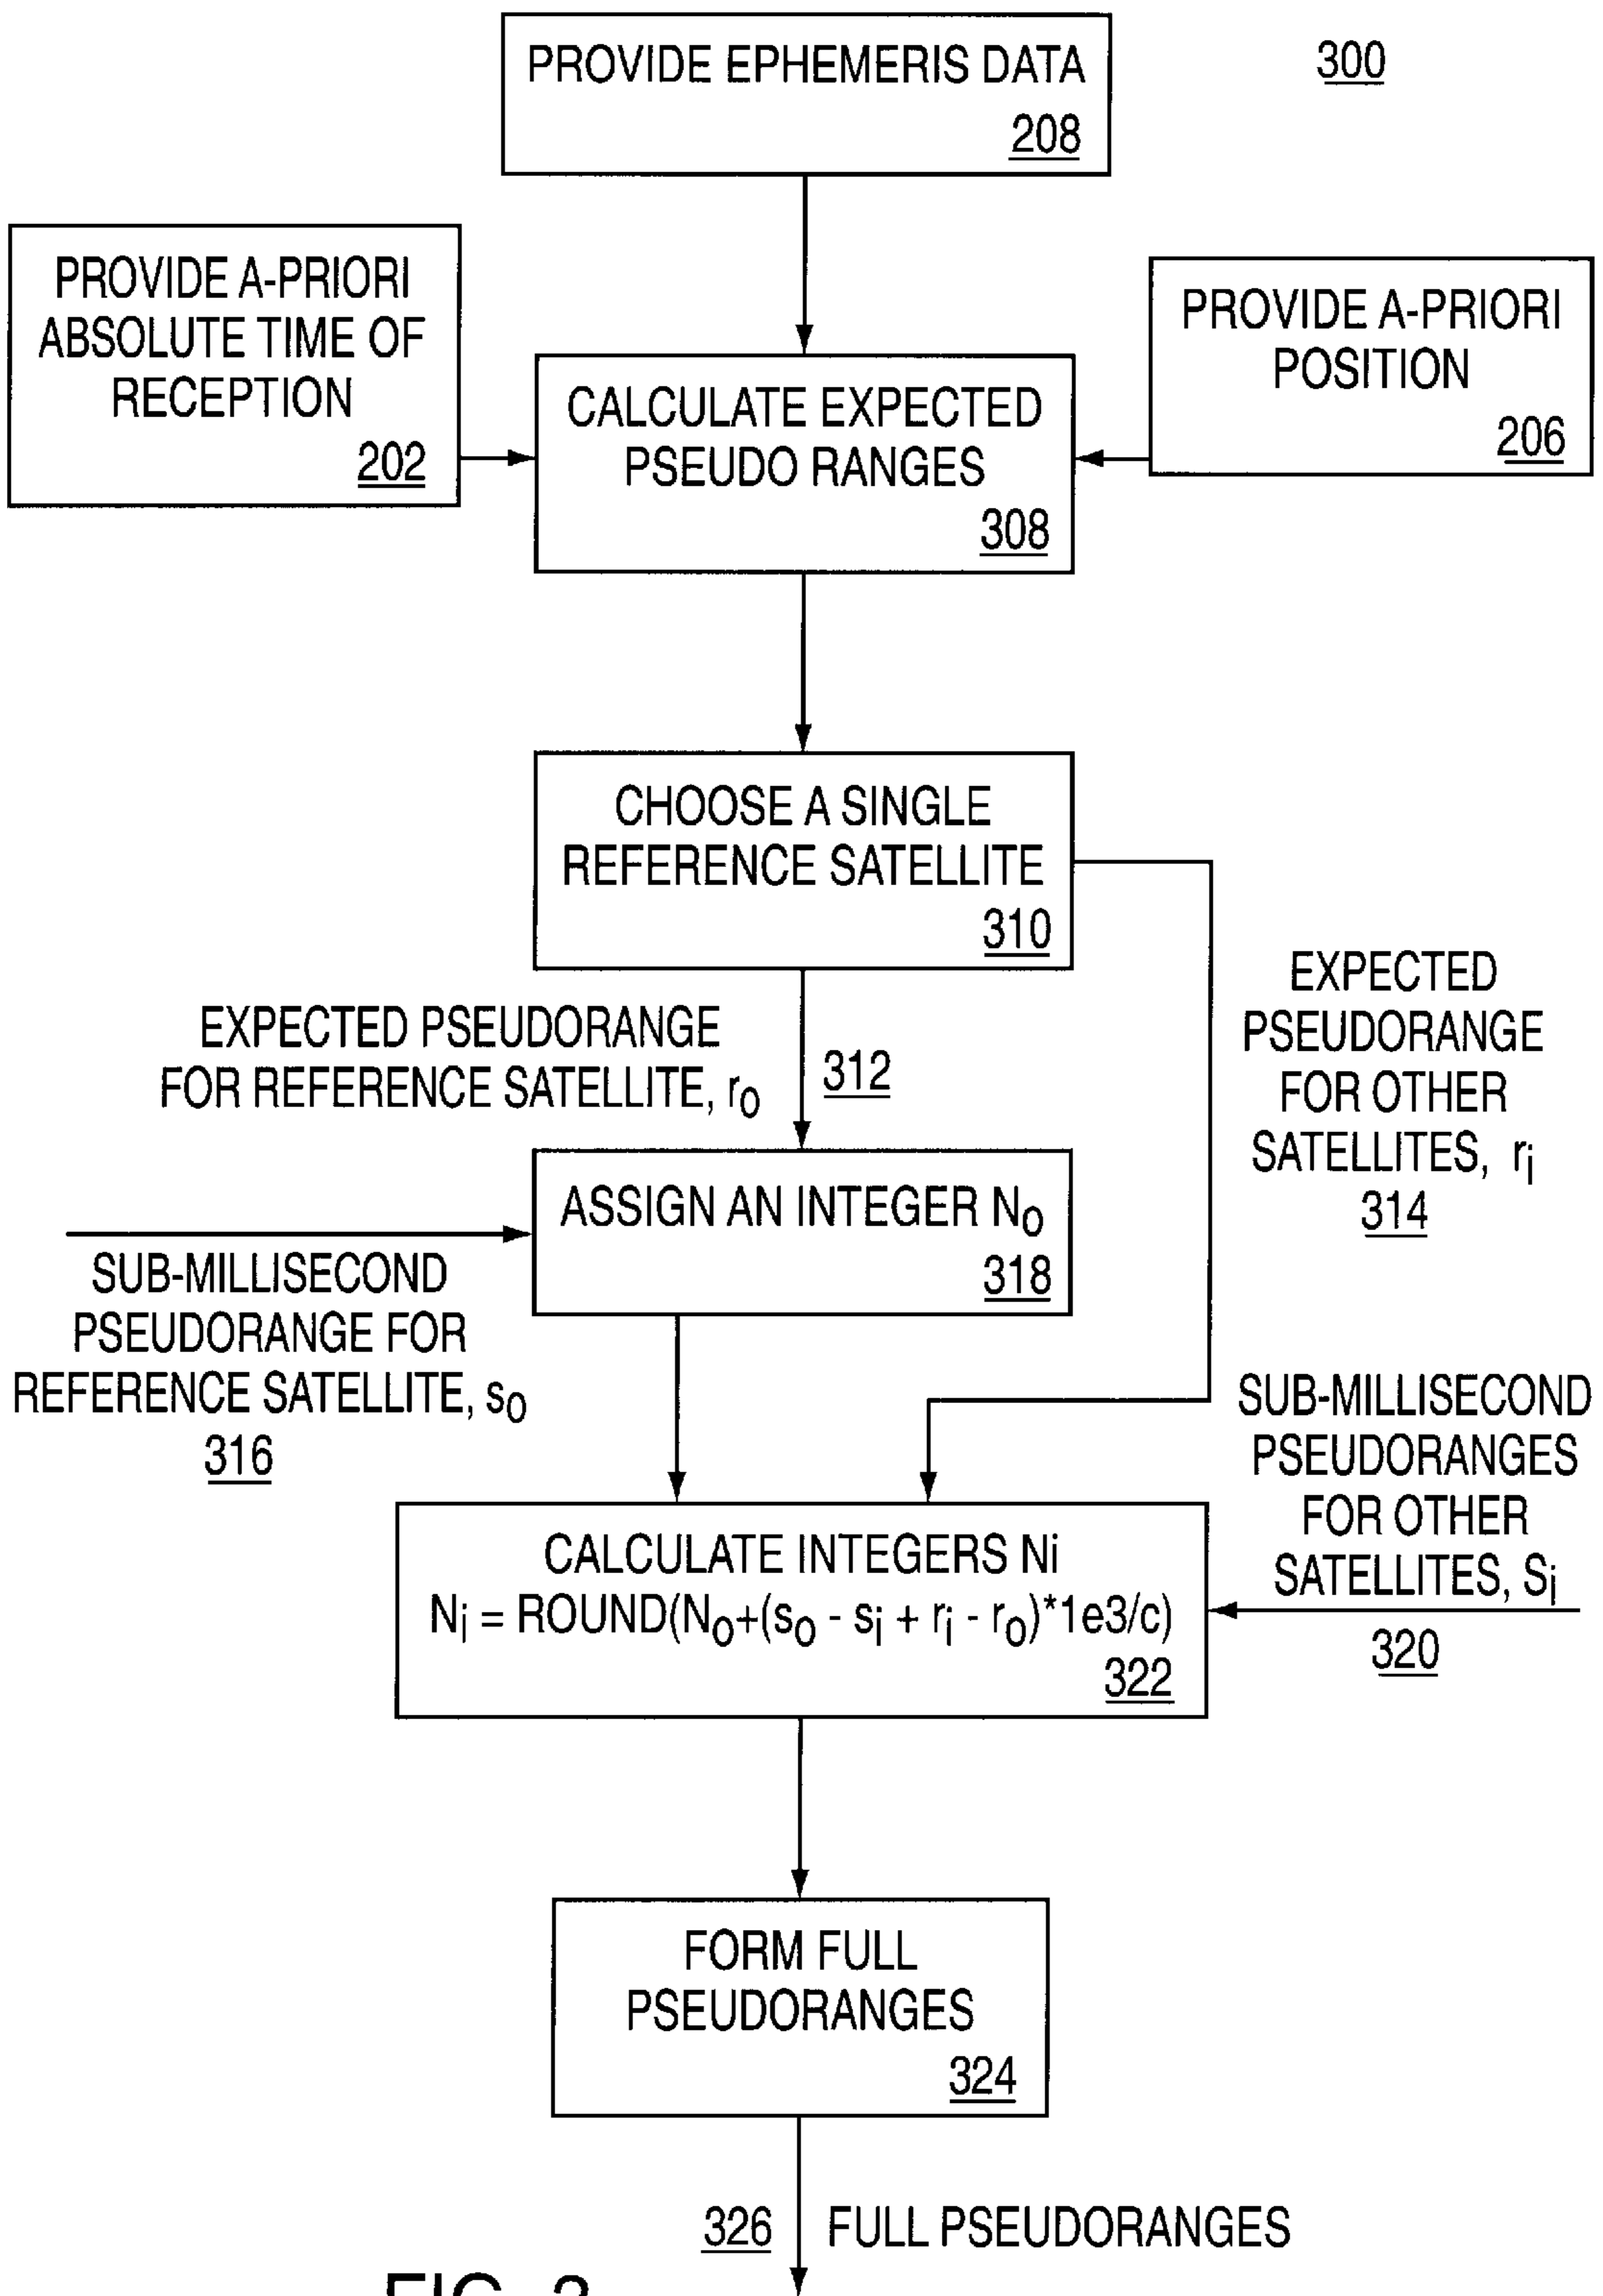 PROVIDE EPHEMERIS DATA
208
300
PROVIDE A-PRIORI
ABSOLUTE TIME OF
RECEPTION
202
PROVIDE A-PRIORI
POSITION
206
CALCULATE EXPECTED
PSEUDO RANGES
308
CHOOSE A SINGLE
REFERENCE SATELLITE
310
EXPECTED PSEUDORANGE
FOR REFERENCE SATELLITE, r₀
312
EXPECTED
PSEUDORANGE
FOR OTHER
SATELLITES, rᵢ
314
ASSIGN AN INTEGER N₀
318
SUB-MILLISECOND
PSEUDORANGE FOR
REFERENCE SATELLITE, s₀
316
SUB-MILLISECOND
PSEUDORANGES
FOR OTHER
SATELLITES, Sᵢ
320
CALCULATE INTEGERS Ni
Nᵢ = ROUND(N₀+(s₀ - sᵢ + rᵢ - r₀)*1e3/c)
322
FORM FULL
PSEUDORANGES
324
326
FULL PSEUDORANGES